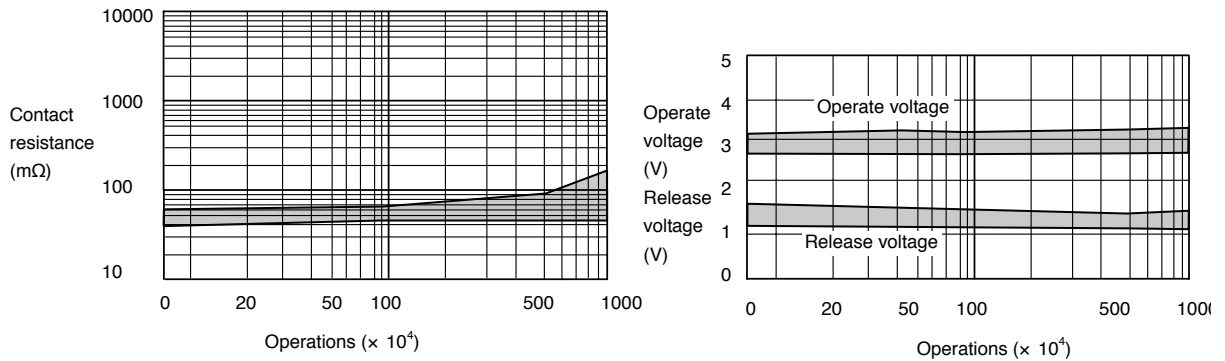 10000
1000
100
10
Contact
resistance
(mΩ)
0 20 50 100 500 1000
Operations (× 10⁴)
5
4
3
2
1
0
Operate
voltage
(V)
Release
voltage
(V)
Operate voltage
Release voltage
0 20 50 100 500 1000
Operations (× 10⁴)